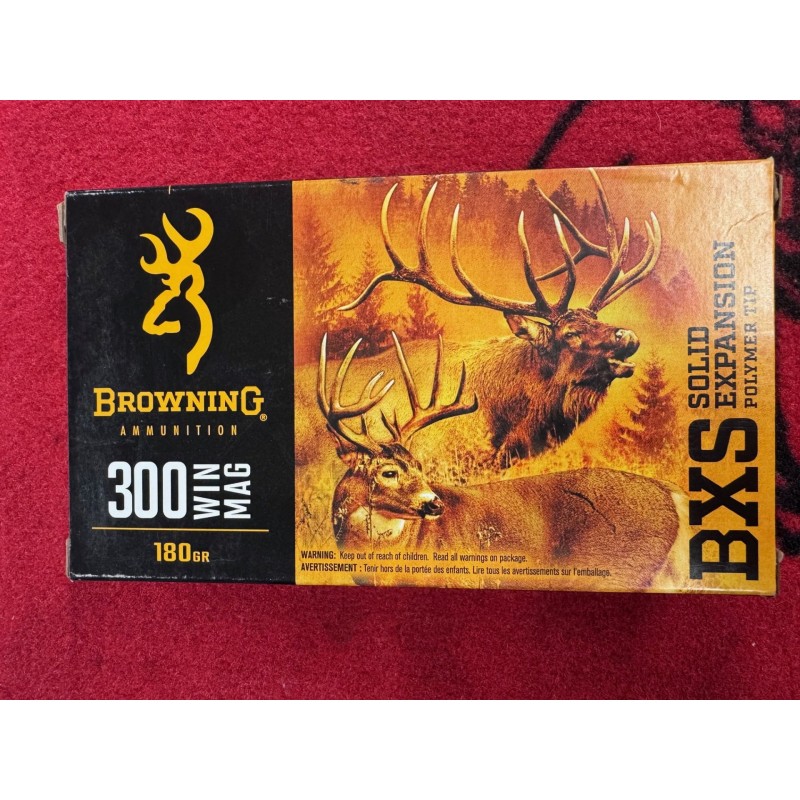 BROWNING®
AMMUNITION
300 WIN MAG
180GR
WARNING: Keep out of reach of children. Read all warnings on package.
AVERTISSEMENT : Tenir hors de la portée des enfants. Lire tous les avertissements sur l'emballage.
BXS
SOLID
EXPANSION
POLYMER TIP